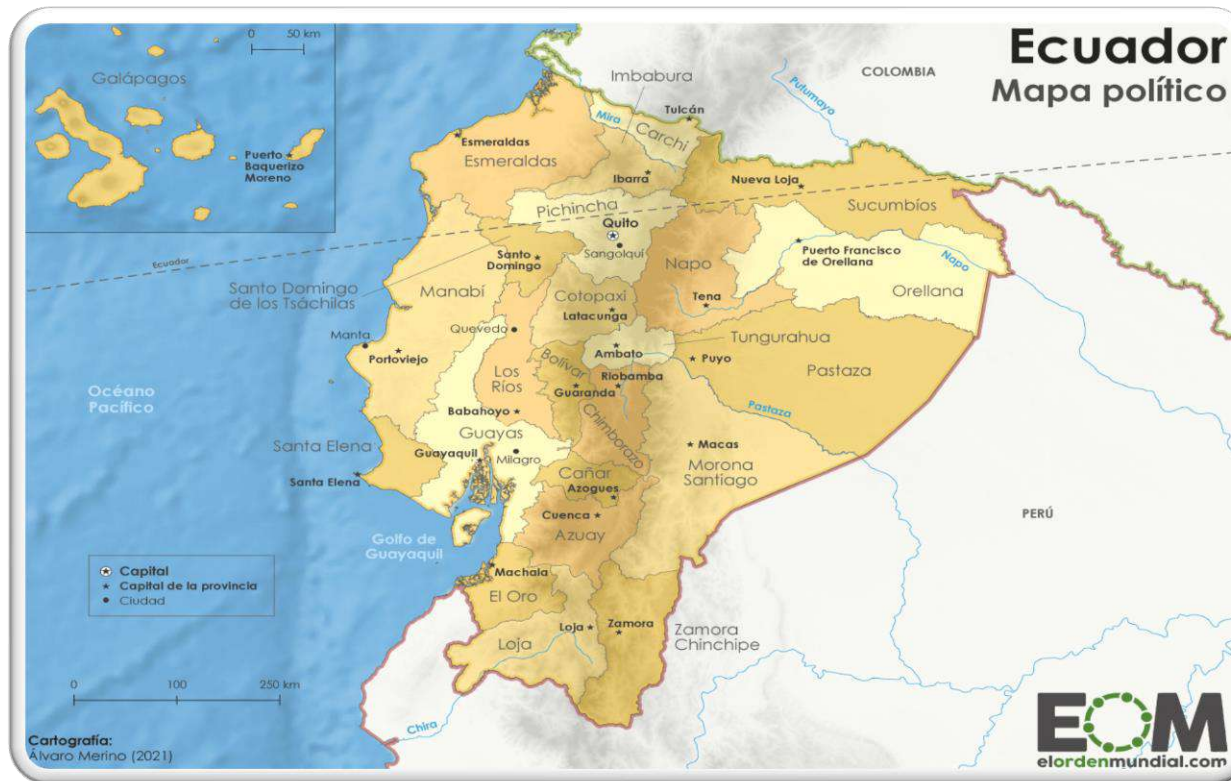 Ecuador
Mapa político
0 50 km
Galápagos
Puerto
Baquerizo
Moreno
COLOMBIA
Putumayo
Imbabura
Tulcán
Mira
Carchi
Esmeraldas
Esmeraldas
Ibarra
Nueva Loja
Sucumbíos
Pichincha
Quito
Sangolquí
Ecuador
Santo
Domingo
Santo Domingo
de los Tsáchilas
Puerto Francisco
de Orellana
Napo
Napo
Orellana
Tena
Manabí
Cotopaxi
Latacunga
Quevedo
Tungurahua
Manta
Portoviejo
Ambato
Puyo
Pastaza
Bolívar
Riobamba
Los
Ríos
Guaranda
Pastaza
Océano
Pacífico
Babahoyo
Chimborazo
Guayas
Macas
Santa Elena
Guayaquil
Milagro
Morona
Santiago
Santa Elena
Cañar
Azogues
Cuenca
Azuay
PERÚ
Golfo de
Guayaquil
Machala
El Oro
Loja
Zamora
Loja
Zamora
Chinchipe
Chira
Capital
Capital de la provincia
Ciudad
0 100 250 km
Cartografía:
Álvaro Merino (2021)
EOM
elordenmundial.com